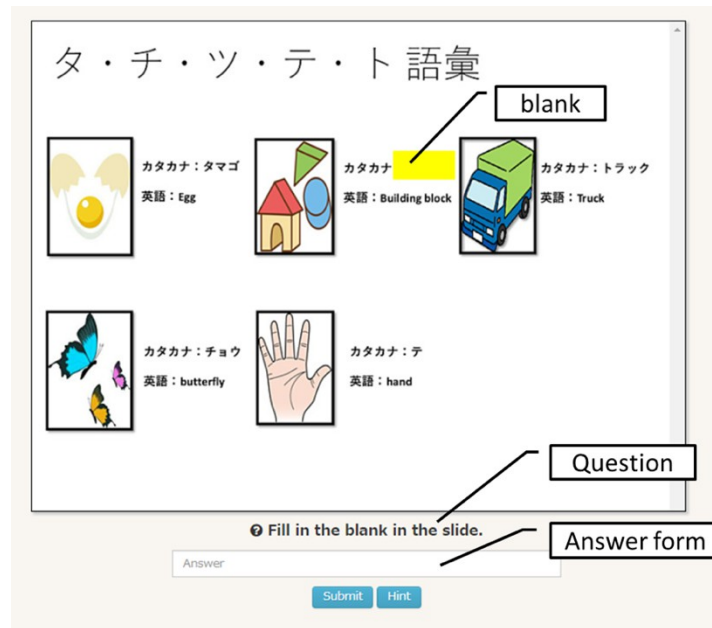 タ・チ・ツ・テ・ト 語彙
blank
カタカナ：タマゴ
英語：Egg
カタカナ
英語：Building block
カタカナ：トラック
英語：Truck
カタカナ：チョウ
英語：butterfly
カタカナ：テ
英語：hand
Question
Fill in the blank in the slide.
Answer form
Answer
Submit
Hint